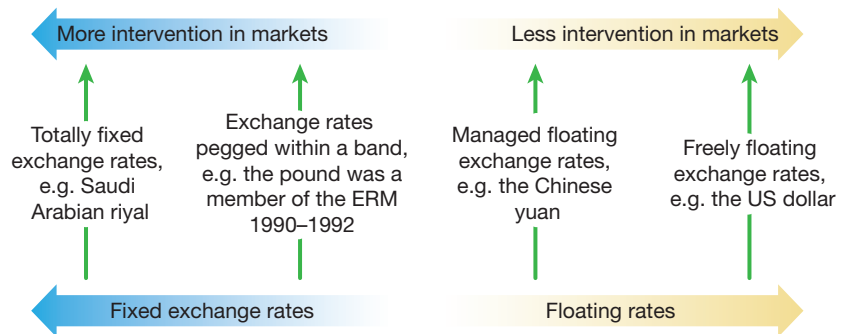 More intervention in markets
Less intervention in markets
Totally fixed
exchange rates,
e.g. Saudi
Arabian riyal
Exchange rates
pegged within a band,
e.g. the pound was a
member of the ERM
1990–1992
Managed floating
exchange rates,
e.g. the Chinese
yuan
Freely floating
exchange rates,
e.g. the US dollar
Fixed exchange rates
Floating rates